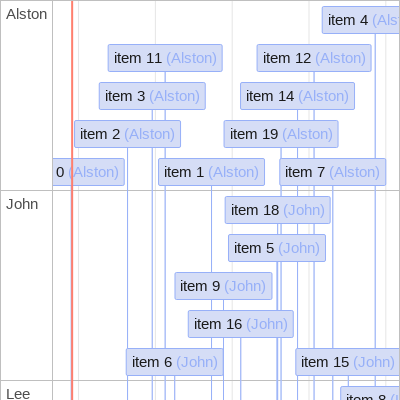 Alston
item 4 (Als
item 11 (Alston)
item 12 (Alston)
item 3 (Alston)
item 14 (Alston)
item 2 (Alston)
item 19 (Alston)
0 (Alston)
item 1 (Alston)
item 7 (Alston)
John
item 18 (John)
item 5 (John)
item 9 (John)
item 16 (John)
item 6 (John)
item 15 (John)
Lee
item 8 (